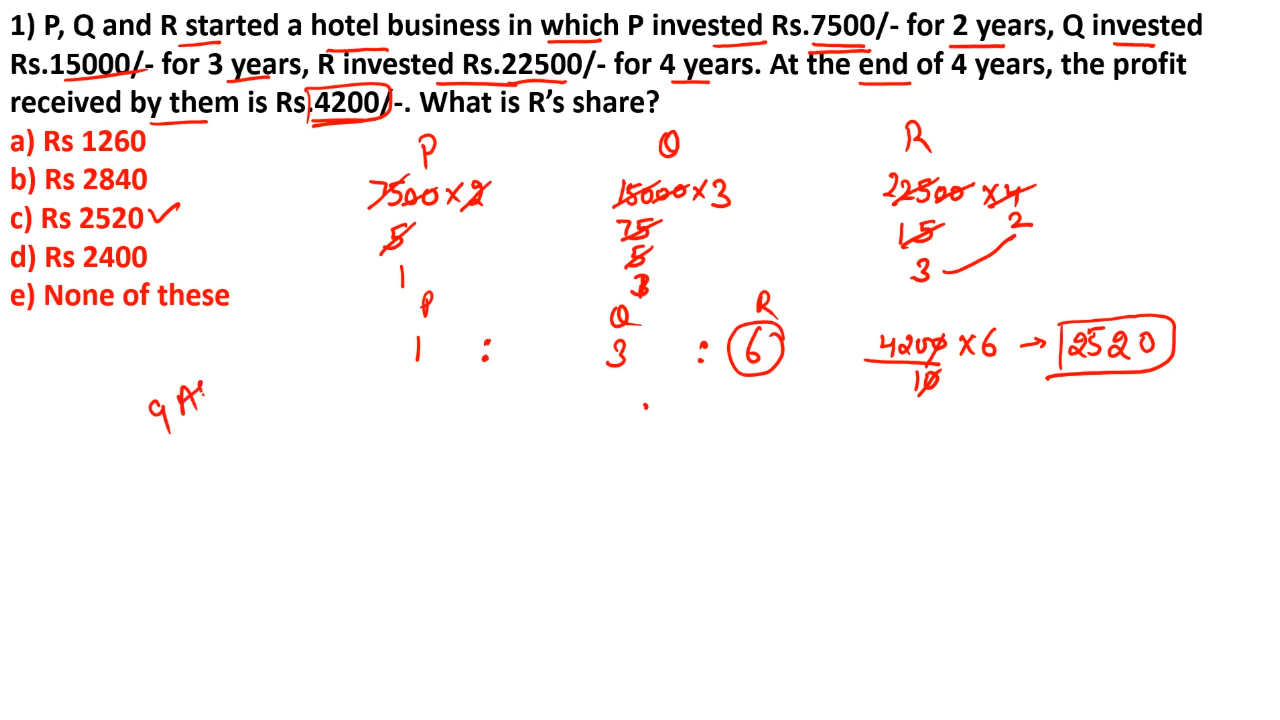 1) P, Q and R started a hotel business in which P invested Rs.7500/- for 2 years, Q invested
Rs.15000/- for 3 years, R invested Rs.22500/- for 4 years. At the end of 4 years, the profit
received by them is Rs.4200/-. What is R's share?
a) Rs 1260
b) Rs 2840
c) Rs 2520 ✓
d) Rs 2400
e) None of these
P Q R
7500 × 2 15000 × 3 22500 × 4
5 75 15 2
5 3
1
P Q R
1 : 3 : 6 4200/10 × 6 → 2520